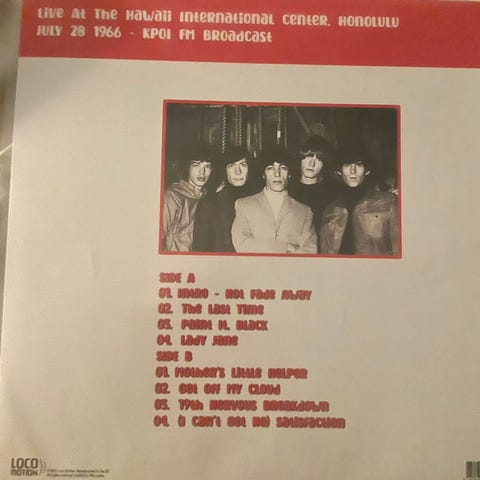 Live At The Hawaii International Center, Honolulu
July 28 1966 - KPOI FM Broadcast
Side A
01. Intro - Not Fade Away
02. The Last Time
03. Paint It, Black
04. Lady Jane
Side B
01. Mother's Little Helper
02. Get Off My Cloud
03. 19th Nervous Breakdown
04. (I Can't Get No) Satisfaction
LOCO
MOTION